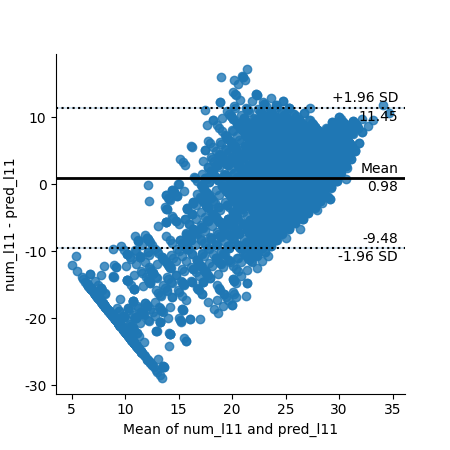 +1.96 SD
11.45
Mean
0.98
-9.48
-1.96 SD
10
0
-10
-20
-30
num_l11 - pred_l11
5 10 15 20 25 30 35
Mean of num_l11 and pred_l11